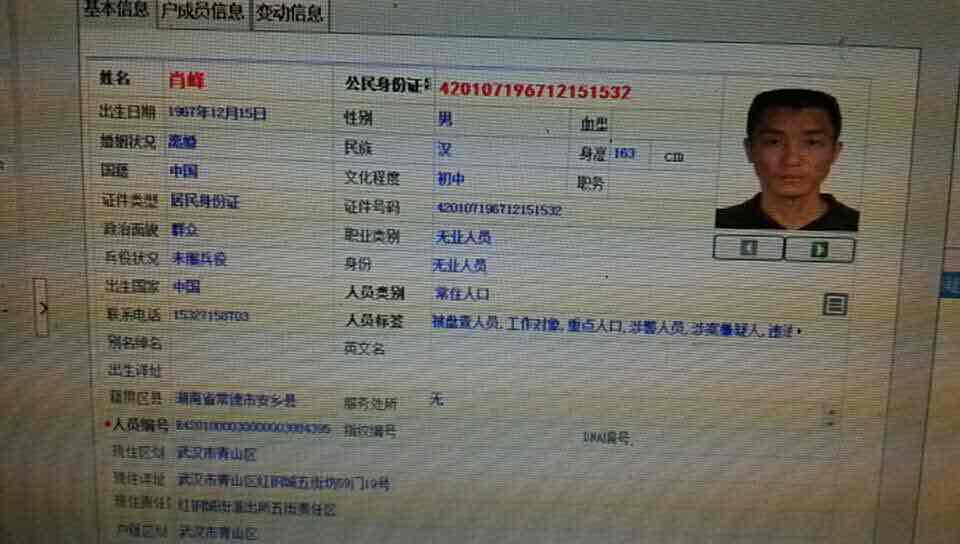 基本信息 户成员信息 变动信息
姓名 肖峰 公民身份证 420107196712151532
出生日期 1967年12月15日 性别 男 血型
婚姻状况 离婚 民族 汉 身高 163 cm
国籍 中国 文化程度 初中 职务
证件类型 居民身份证 证件号码 420107196712151532
政治面貌 群众 职业类别 无业人员
兵役状况 未服兵役 身份 无业人员
出生国家 中国 人员类别 常住人口
联系电话 15327158703 人员标签 被盘查人员,工作对象,重点人口,涉警人员,涉案嫌疑人,违法
别名绰名 英文名
出生详址
籍贯区县 湖南省常德市安乡县 服务处所 无
*人员编号 指纹编号 DNA编号
现住区划 武汉市青山区
现住详址 武汉市青山区红钢城五街坊59门19号
现住责任 红钢城街派出所五街责任区
户籍区划 武汉市青山区